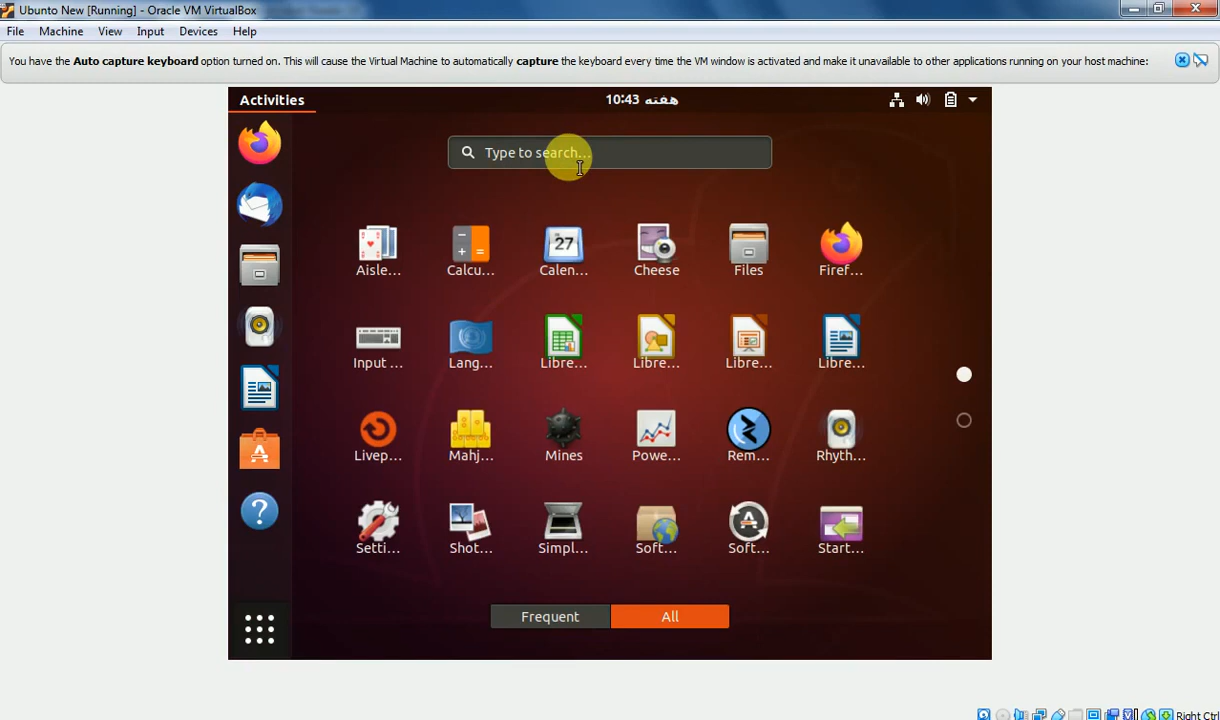 Ubunto New [Running] - Oracle VM VirtualBox
File Machine View Input Devices Help
You have the Auto capture keyboard option turned on. This will cause the Virtual Machine to automatically capture the keyboard every time the VM window is activated and make it unavailable to other applications running on your host machine:
Activities
هفته 10:43
Type to search...
Aisle... Calcu... Calen... Cheese Files Firef...
Input ... Lang... Libre... Libre... Libre... Libre...
Livep... Mahj... Mines Powe... Rem... Rhyth...
Setti... Shot... Simpl... Soft... Soft... Start...
Frequent All
Right Ctrl